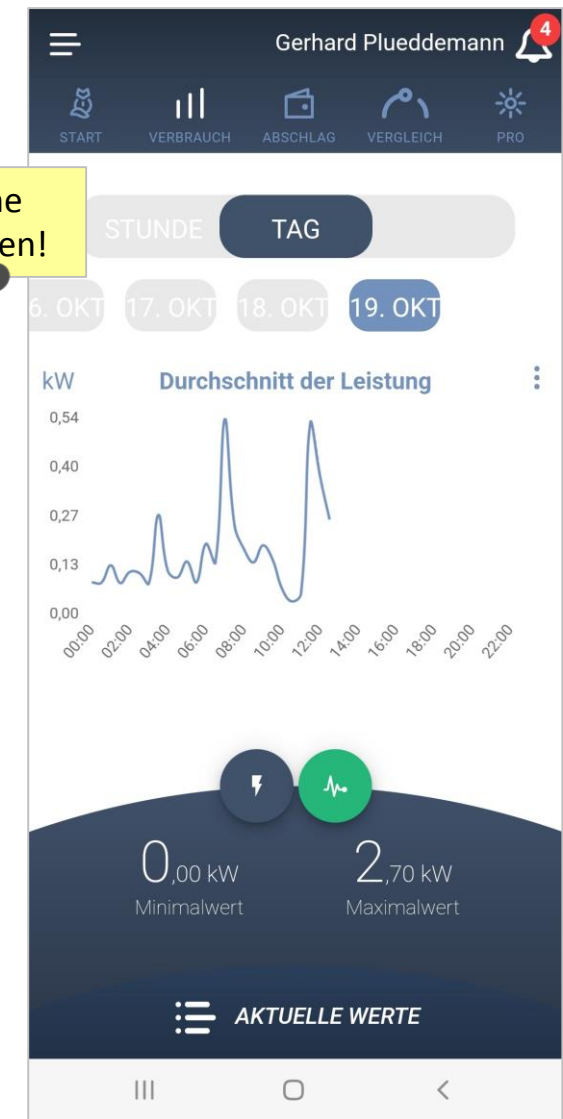 Gerhard Plueddemann
4
START VERBRAUCH ABSCHLAG VERGLEICH PRO
en!
STUNDE TAG
6. OKT 17. OKT 18. OKT 19. OKT
kW Durchschnitt der Leistung
0,54
0,40
0,27
0,13
0,00
00:00 02:00 04:00 06:00 08:00 10:00 12:00 14:00 16:00 18:00 20:00 22:00
0,00 kW 2,70 kW
Minimalwert Maximalwert
AKTUELLE WERTE